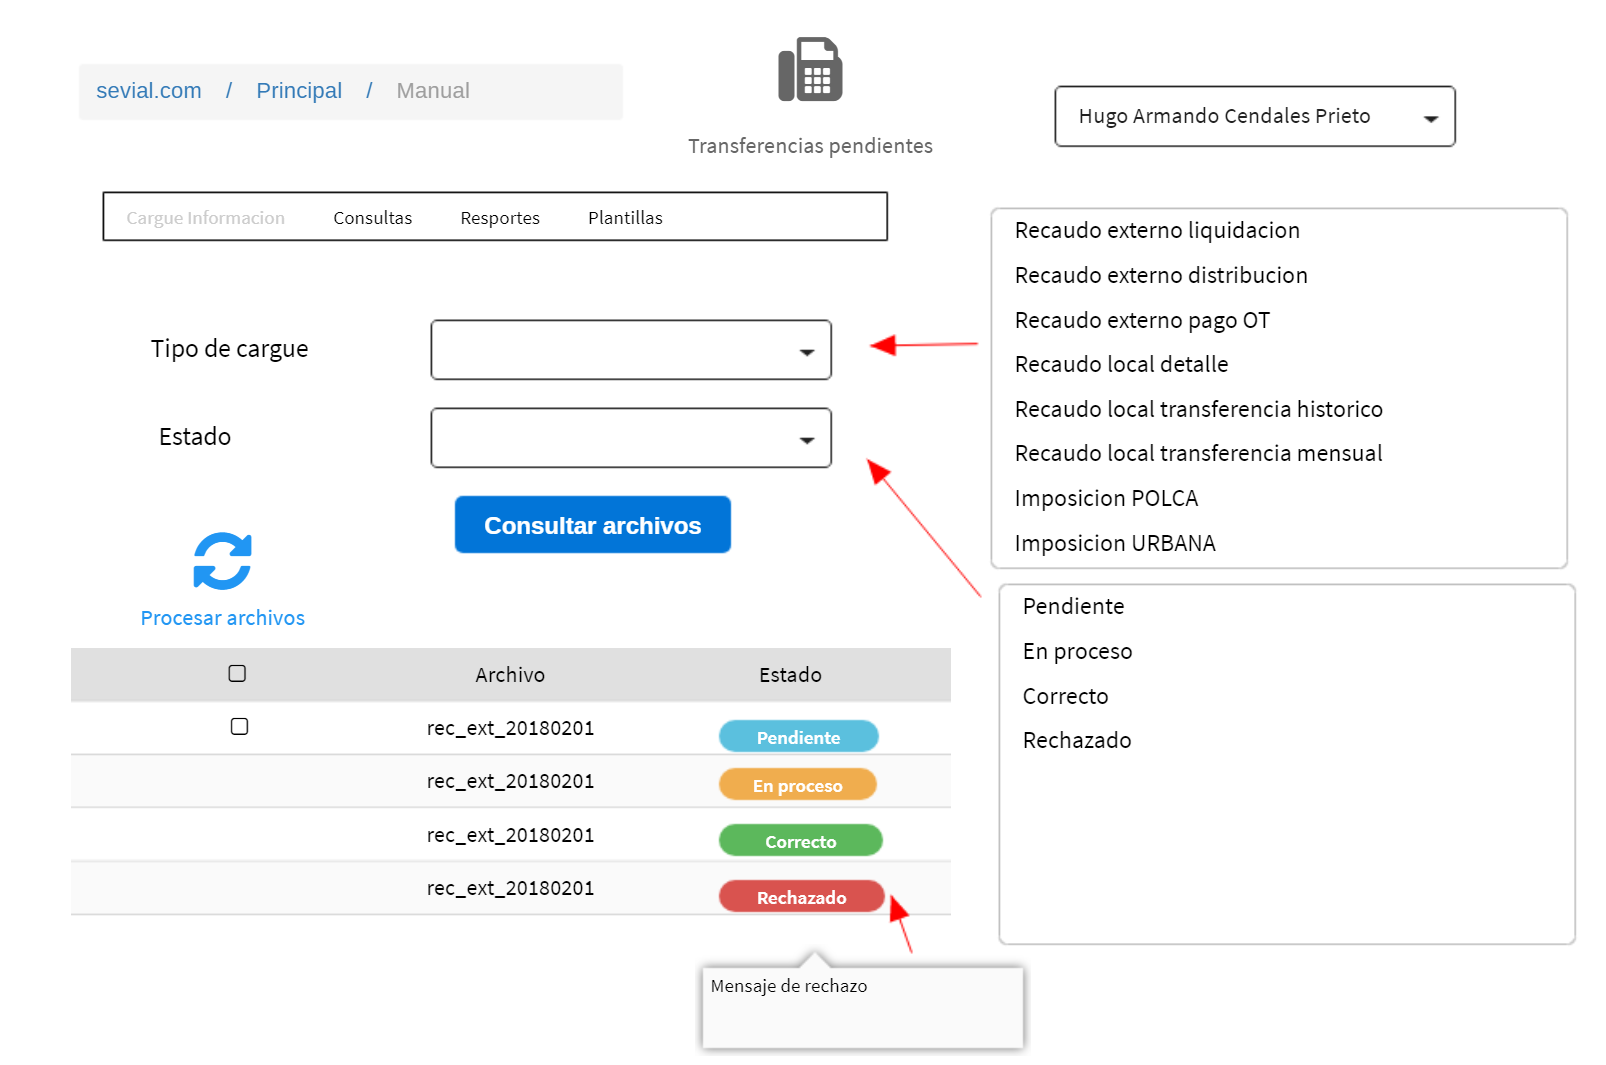 sevial.com / Principal / Manual
Transferencias pendientes
Hugo Armando Cendales Prieto
Cargue Informacion Consultas Resportes Plantillas
Tipo de cargue
Estado
Consultar archivos
Procesar archivos
Recaudo externo liquidacion
Recaudo externo distribucion
Recaudo externo pago OT
Recaudo local detalle
Recaudo local transferencia historico
Recaudo local transferencia mensual
Imposicion POLCA
Imposicion URBANA
Pendiente
En proceso
Correcto
Rechazado
Archivo Estado
rec_ext_20180201 Pendiente
rec_ext_20180201 En proceso
rec_ext_20180201 Correcto
rec_ext_20180201 Rechazado
Mensaje de rechazo